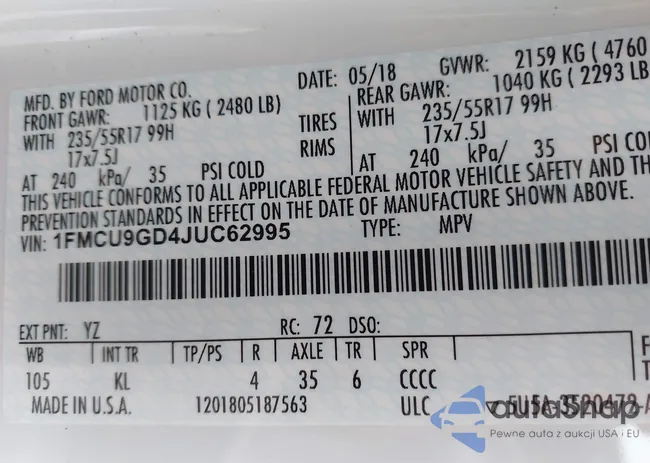 MFD. BY FORD MOTOR CO. DATE: 05/18 GVWR: 2159 KG ( 4760
FRONT GAWR: 1125 KG ( 2480 LB) REAR GAWR: 1040 KG ( 2293 LB
WITH 235/55R17 99H TIRES WITH 235/55R17 99H
17x7.5J RIMS 17x7.5J
AT 240 kPa/ 35 PSI COLD AT 240 kPa/ 35 PSI COL
THIS VEHICLE CONFORMS TO ALL APPLICABLE FEDERAL MOTOR VEHICLE SAFETY AND THE
PREVENTION STANDARDS IN EFFECT ON THE DATE OF MANUFACTURE SHOWN ABOVE.
VIN: 1FMCU9GD4JUC62995 TYPE: MPV
EXT PNT: YZ RC: 72 DSO:
WB INT TR TP/PS R AXLE TR SPR
105 KL 4 35 6 CCCC
MADE IN U.S.A. 1201805187563 ULC
autosnap
Pewne auta z aukcji USA i EU